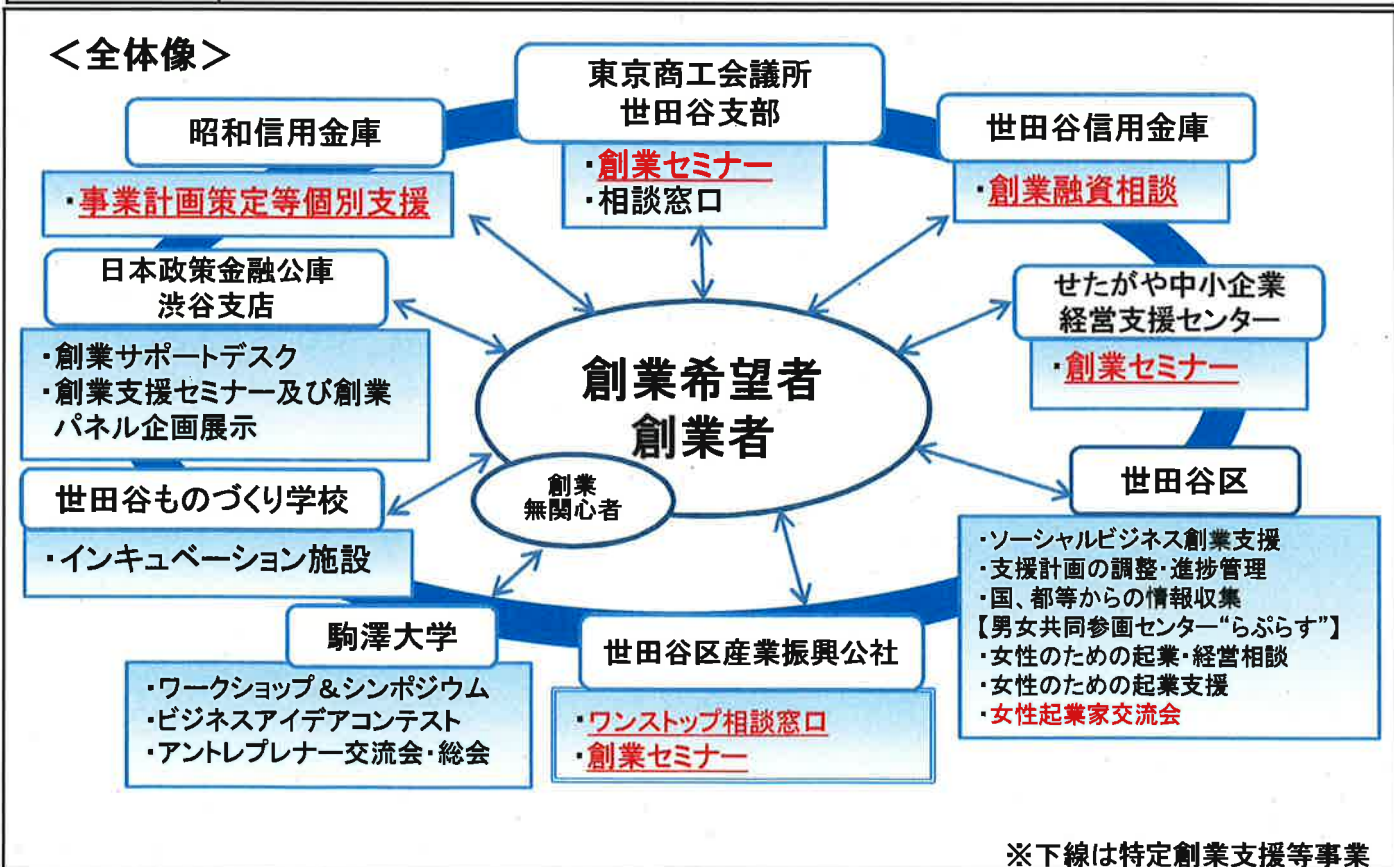 ＜全体像＞
東京商工会議所
世田谷支部
・創業セミナー
・相談窓口
昭和信用金庫
・事業計画策定等個別支援
世田谷信用金庫
・創業融資相談
日本政策金融公庫
渋谷支店
・創業サポートデスク
・創業支援セミナー及び創業
パネル企画展示
せたがや中小企業
経営支援センター
・創業セミナー
創業希望者
創業者
創業
無関心者
世田谷ものづくり学校
・インキュベーション施設
世田谷区
・ソーシャルビジネス創業支援
・支援計画の調整・進捗管理
・国、都等からの情報収集
【男女共同参画センター“らぷらす”】
・女性のための起業・経営相談
・女性のための起業支援
・女性起業家交流会
駒澤大学
・ワークショップ＆シンポジウム
・ビジネスアイデアコンテスト
・アントレプレナー交流会・総会
世田谷区産業振興公社
・ワンストップ相談窓口
・創業セミナー
※下線は特定創業支援等事業